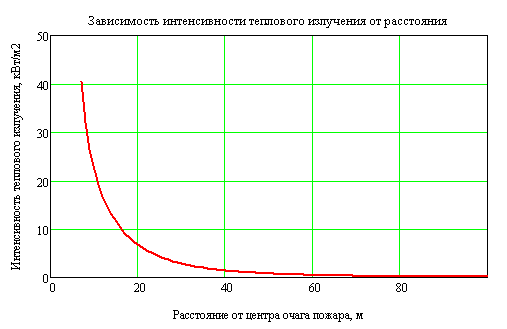 Зависимость интенсивности теплового излучения от расстояния
Интенсивность теплового излучения, кВт/м2
50
40
30
20
10
0
0 20 40 60 80
Расстояние от центра очага пожара, м